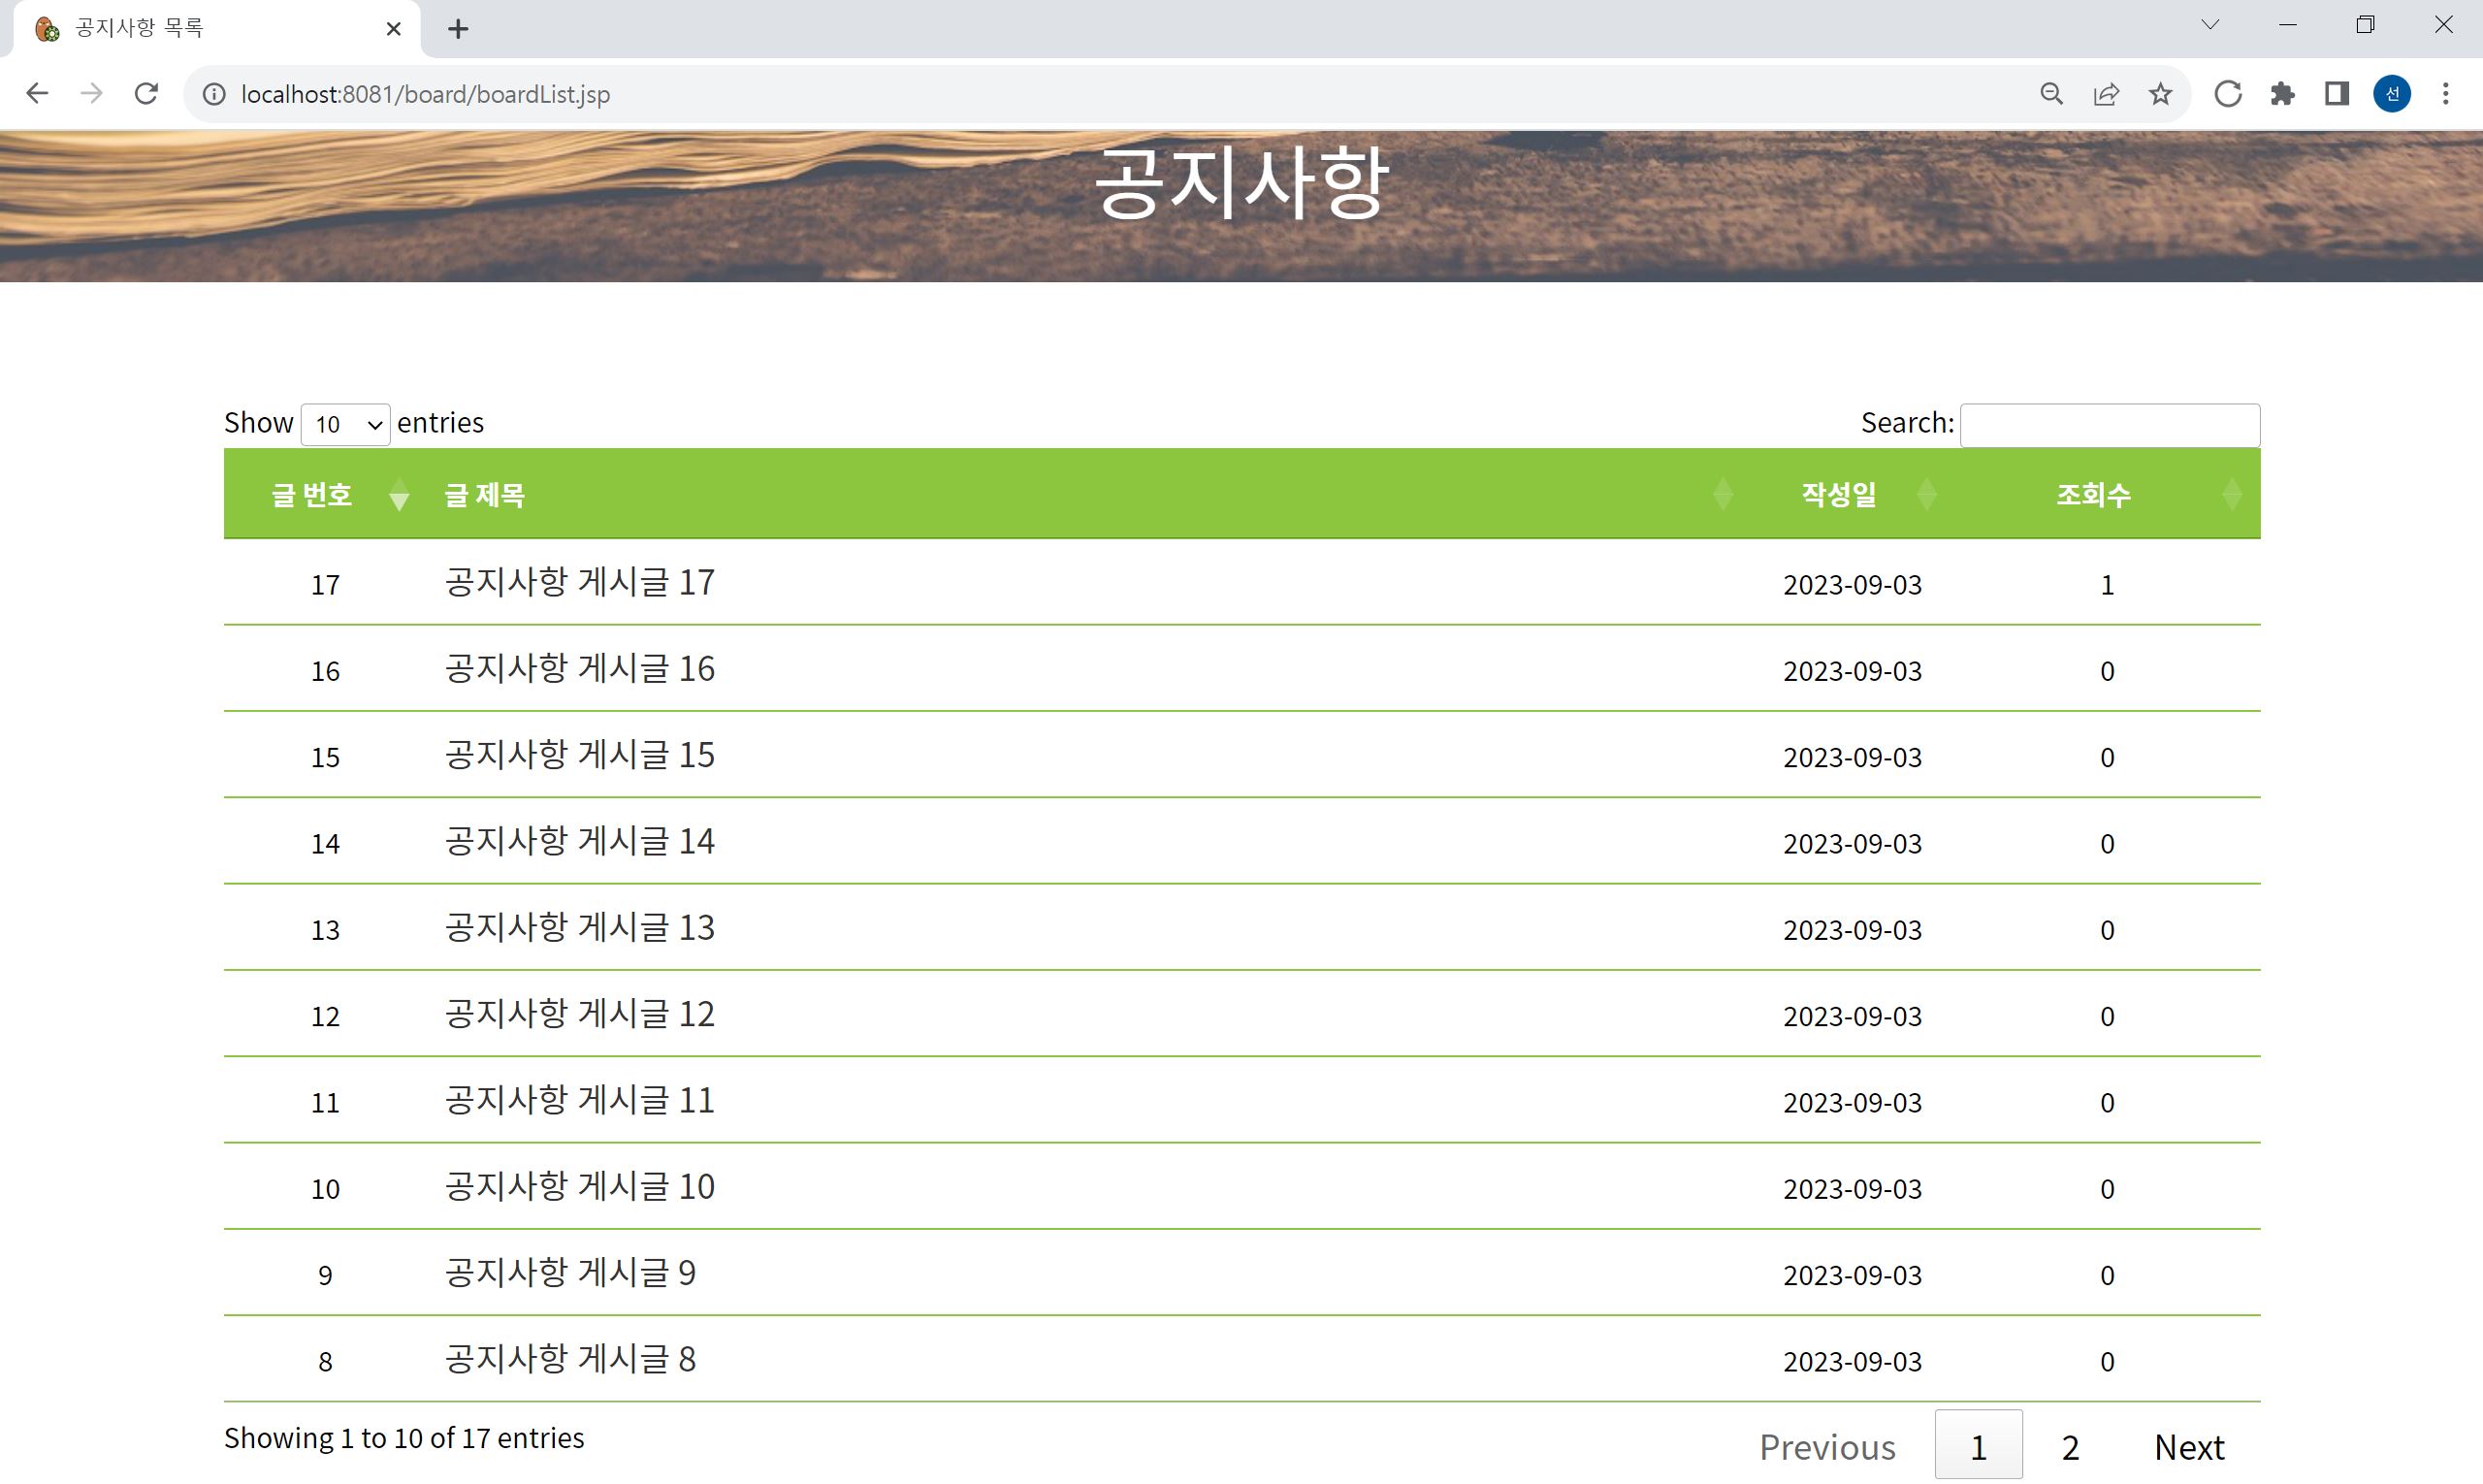 공지사항 목록
localhost:8081/board/boardList.jsp
선
공지사항
Show 10 entries Search:
글 번호 글 제목 작성일 조회수
17 공지사항 게시글 17 2023-09-03 1
16 공지사항 게시글 16 2023-09-03 0
15 공지사항 게시글 15 2023-09-03 0
14 공지사항 게시글 14 2023-09-03 0
13 공지사항 게시글 13 2023-09-03 0
12 공지사항 게시글 12 2023-09-03 0
11 공지사항 게시글 11 2023-09-03 0
10 공지사항 게시글 10 2023-09-03 0
9 공지사항 게시글 9 2023-09-03 0
8 공지사항 게시글 8 2023-09-03 0
Showing 1 to 10 of 17 entries Previous 1 2 Next